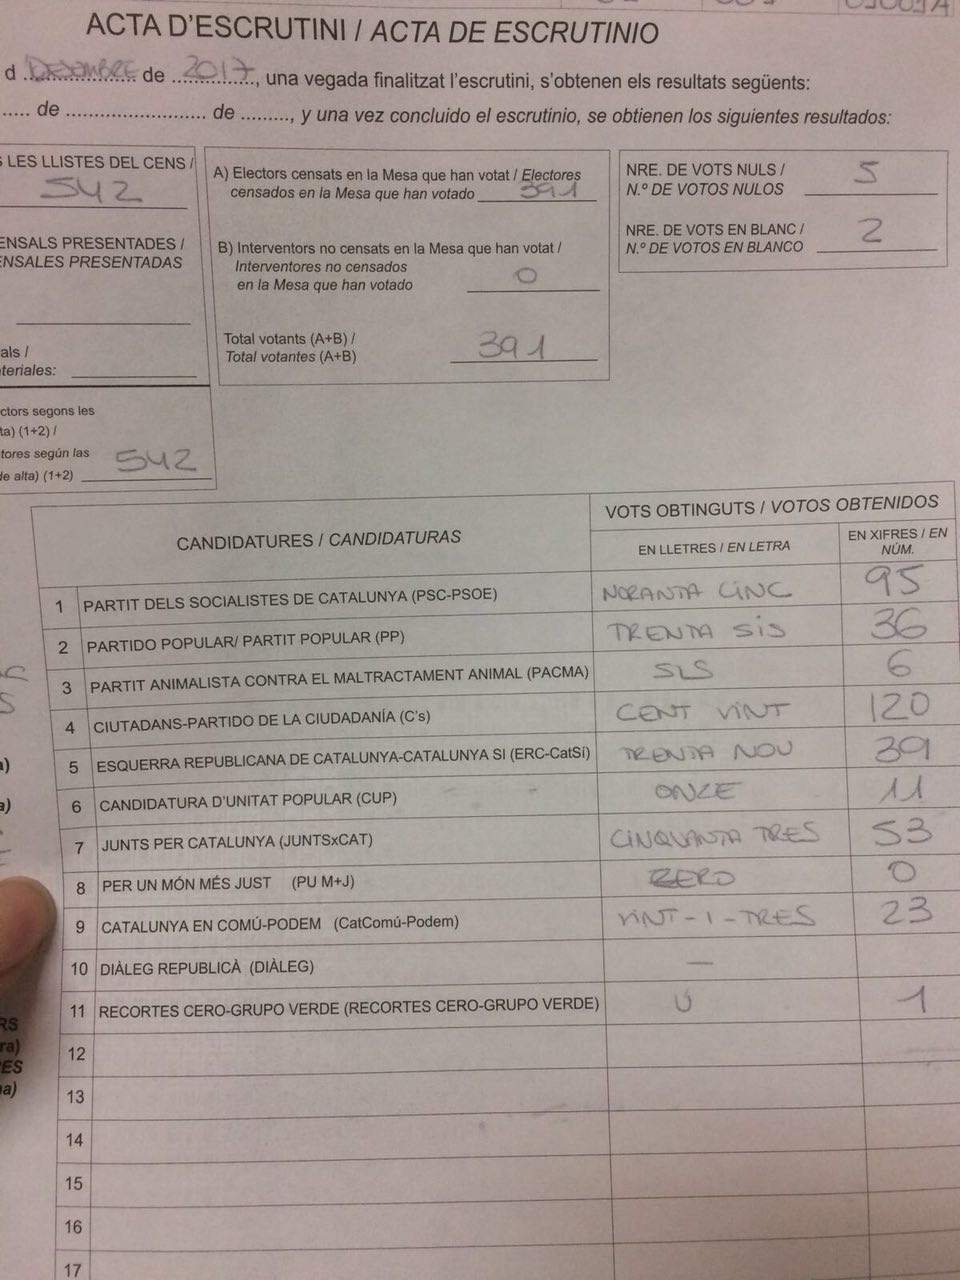 ACTA D'ESCRUTINI / ACTA DE ESCRUTINIO
d DESEMBRE de 2017, una vegada finalitzat l'escrutini, s'obtenen els resultats següents:
..... de ........................ de ........., y una vez concluido el escrutinio, se obtienen los siguientes resultados:
S LES LLISTES DEL CENS /
542
ENSALS PRESENTADES /
ENSALES PRESENTADAS
als /
teriales:
ctors segons les
ta) (1+2) /
tores según las
de alta) (1+2) 542
A) Electors censats en la Mesa que han votat / Electores
censados en la Mesa que han votado 391
B) Interventors no censats en la Mesa que han votat /
Interventores no censados
en la Mesa que han votado 0
Total votants (A+B) /
Total votantes (A+B) 391
NRE. DE VOTS NULS /
N.º DE VOTOS NULOS 5
NRE. DE VOTS EN BLANC /
N.º DE VOTOS EN BLANCO 2
CANDIDATURES / CANDIDATURAS
VOTS OBTINGUTS / VOTOS OBTENIDOS
EN LLETRES / EN LETRA
EN XIFRES / EN
NÚM.
1 PARTIT DELS SOCIALISTES DE CATALUNYA (PSC-PSOE) NORANTA CINC 95
2 PARTIDO POPULAR/ PARTIT POPULAR (PP) TRENTA SIS 36
3 PARTIT ANIMALISTA CONTRA EL MALTRACTAMENT ANIMAL (PACMA) SIS 6
4 CIUTADANS-PARTIDO DE LA CIUDADANÍA (C's) CENT VINT 120
5 ESQUERRA REPUBLICANA DE CATALUNYA-CATALUNYA SI (ERC-CatSí) TRENTA NOU 39
6 CANDIDATURA D'UNITAT POPULAR (CUP) ONZE 11
7 JUNTS PER CATALUNYA (JUNTSxCAT) CINQUANTA TRES 53
8 PER UN MÓN MÉS JUST (PU M+J) ZERO 0
9 CATALUNYA EN COMÚ-PODEM (CatComú-Podem) VINT-I-TRES 23
10 DIÀLEG REPUBLICÀ (DIÀLEG) —
11 RECORTES CERO-GRUPO VERDE (RECORTES CERO-GRUPO VERDE) Ú 1
12
13
14
15
16
17